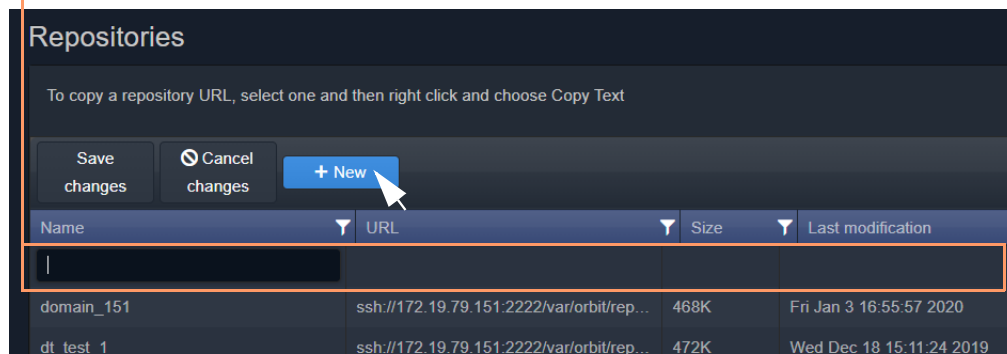 Repositories
To copy a repository URL, select one and then right click and choose Copy Text
Save changes
Cancel changes
+ New
Name URL Size Last modification
domain_151 ssh://172.19.79.151:2222/var/orbit/rep... 468K Fri Jan 3 16:55:57 2020
dt_test_1 ssh://172.19.79.151:2222/var/orbit/rep... 472K Wed Dec 18 15:11:24 2019